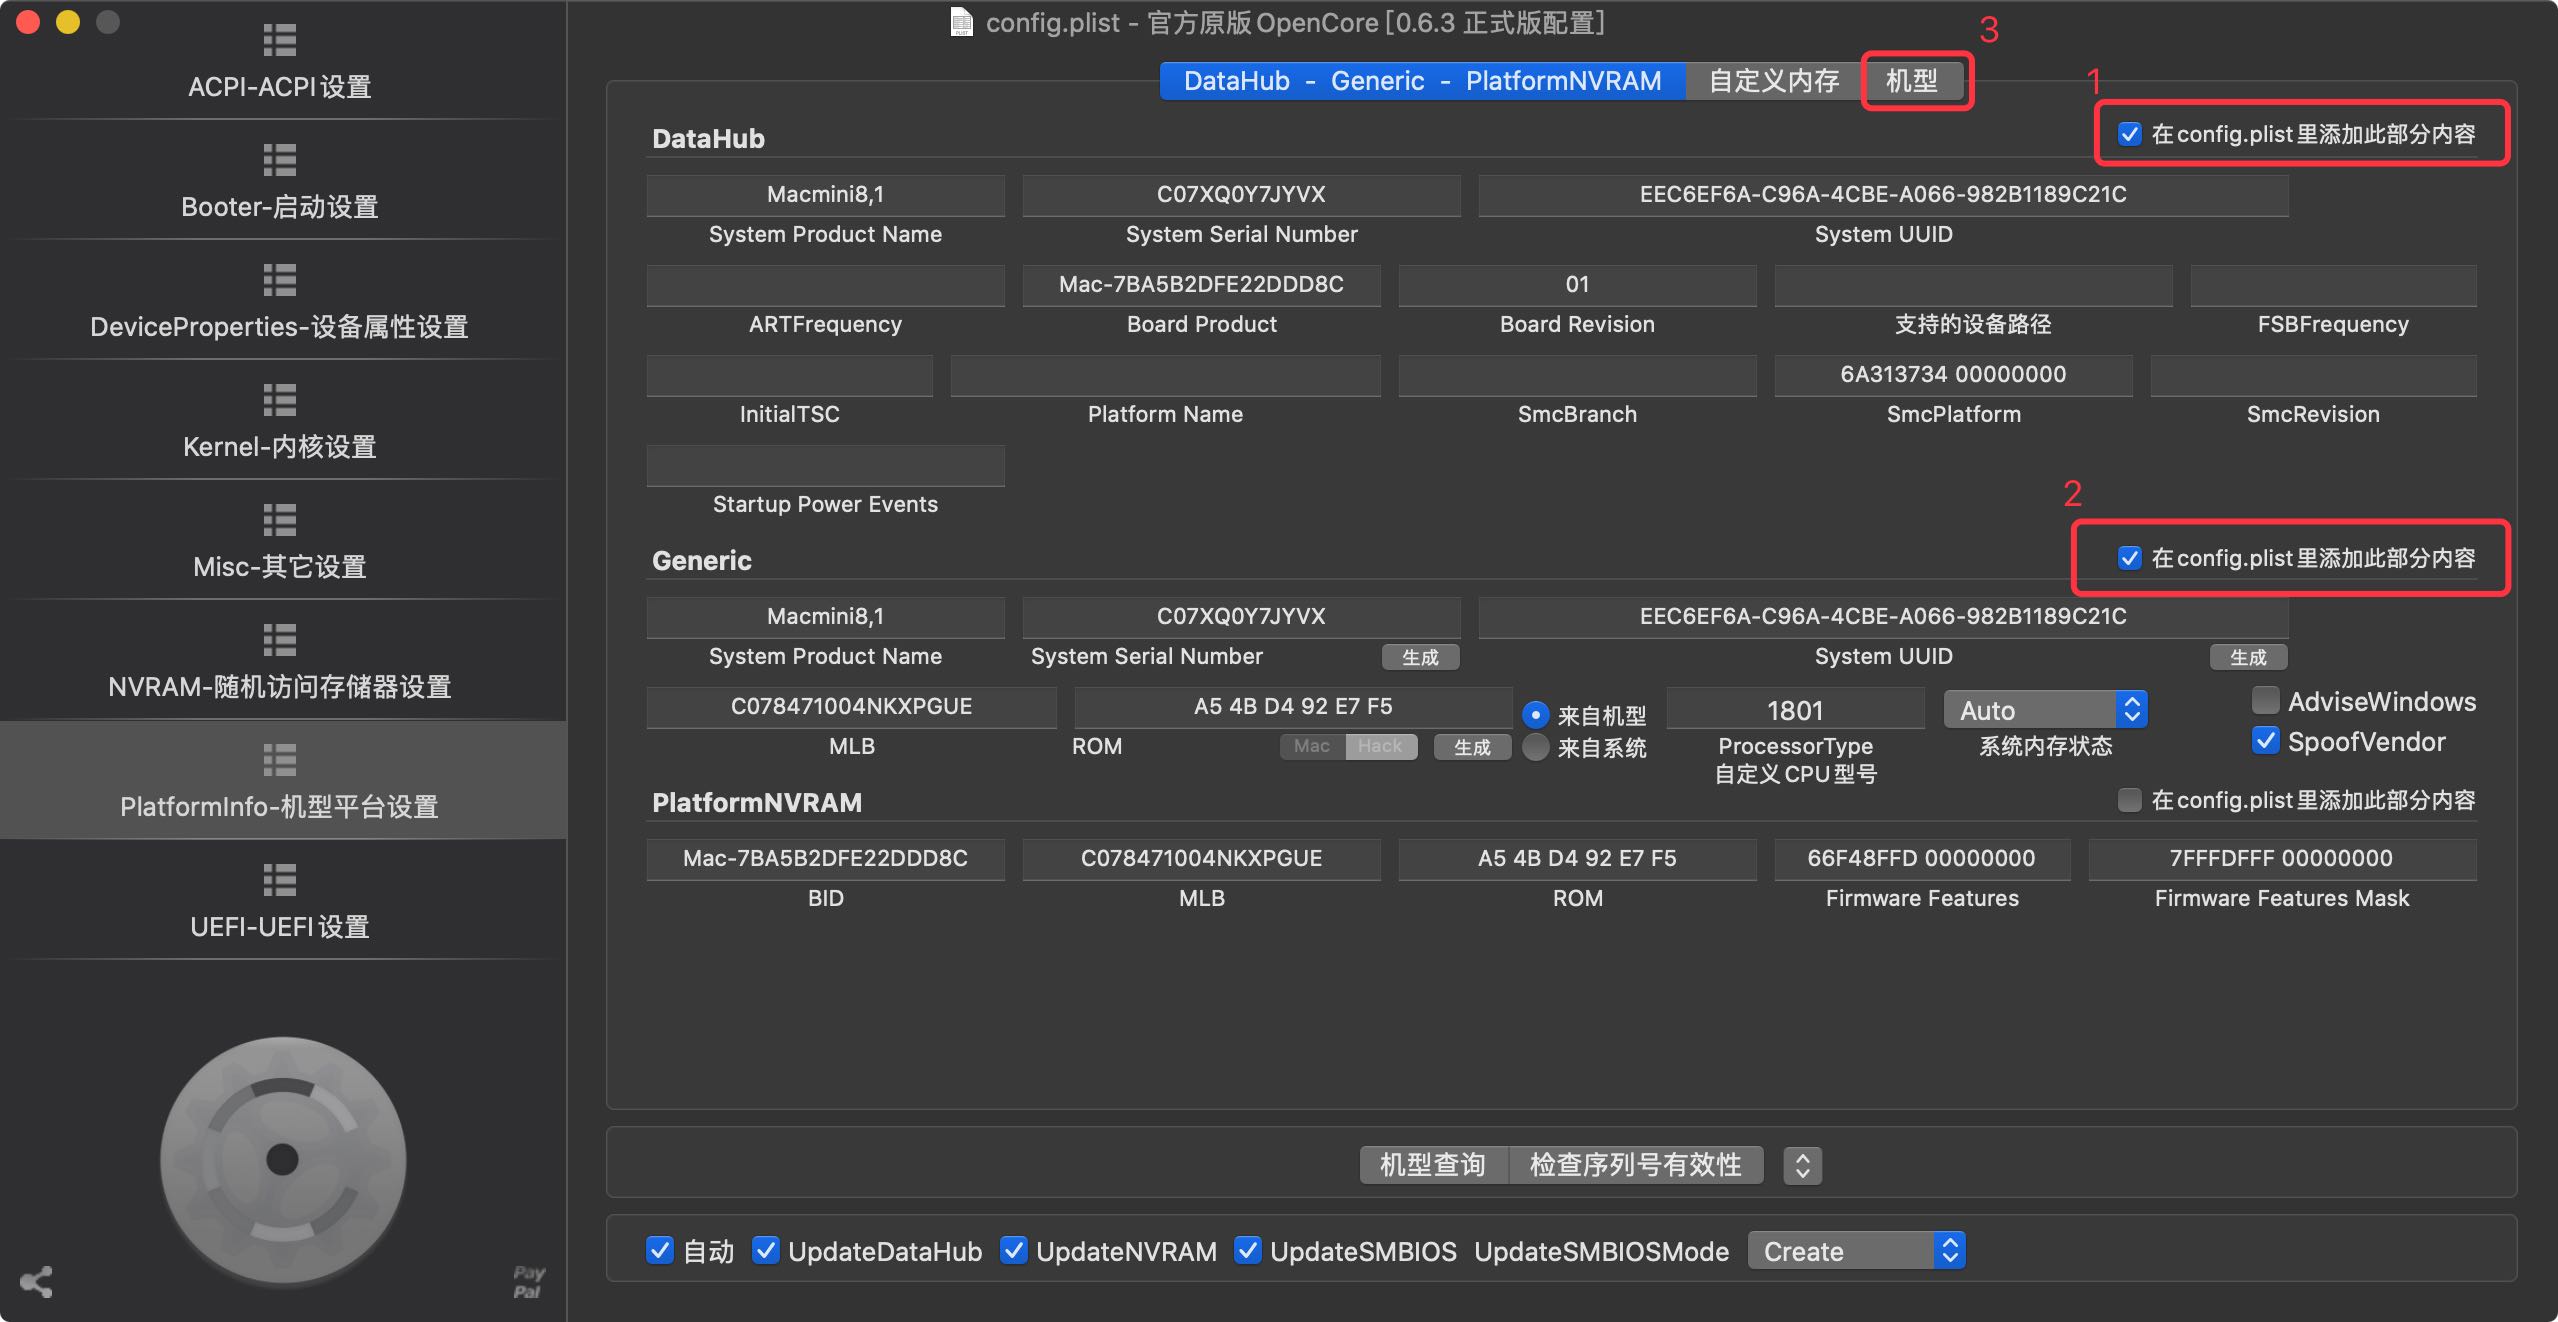 config.plist - 官方原版OpenCore [0.6.3 正式版配置]
ACPI-ACPI设置
Booter-启动设置
DeviceProperties-设备属性设置
Kernel-内核设置
Misc-其它设置
NVRAM-随机访问存储器设置
PlatformInfo-机型平台设置
UEFI-UEFI设置
Pay
Pal
3
DataHub - Generic - PlatformNVRAM 自定义内存 机型
1
DataHub 在config.plist里添加此部分内容
Macmini8,1 C07XQ0Y7JYVX EEC6EF6A-C96A-4CBE-A066-982B1189C21C
System Product Name System Serial Number System UUID
Mac-7BA5B2DFE22DDD8C 01
ARTFrequency Board Product Board Revision 支持的设备路径 FSBFrequency
6A313734 00000000
InitialTSC Platform Name SmcBranch SmcPlatform SmcRevision
Startup Power Events
2
Generic 在config.plist里添加此部分内容
Macmini8,1 C07XQ0Y7JYVX EEC6EF6A-C96A-4CBE-A066-982B1189C21C
System Product Name System Serial Number 生成 System UUID 生成
C078471004NKXPGUE A5 4B D4 92 E7 F5 来自机型 1801 Auto AdviseWindows
MLB ROM Mac Hack 生成 来自系统 ProcessorType 系统内存状态 SpoofVendor
自定义CPU型号
PlatformNVRAM 在config.plist里添加此部分内容
Mac-7BA5B2DFE22DDD8C C078471004NKXPGUE A5 4B D4 92 E7 F5 66F48FFD 00000000 7FFFDFFF 00000000
BID MLB ROM Firmware Features Firmware Features Mask
机型查询 检查序列号有效性
自动 UpdateDataHub UpdateNVRAM UpdateSMBIOS UpdateSMBIOSMode Create